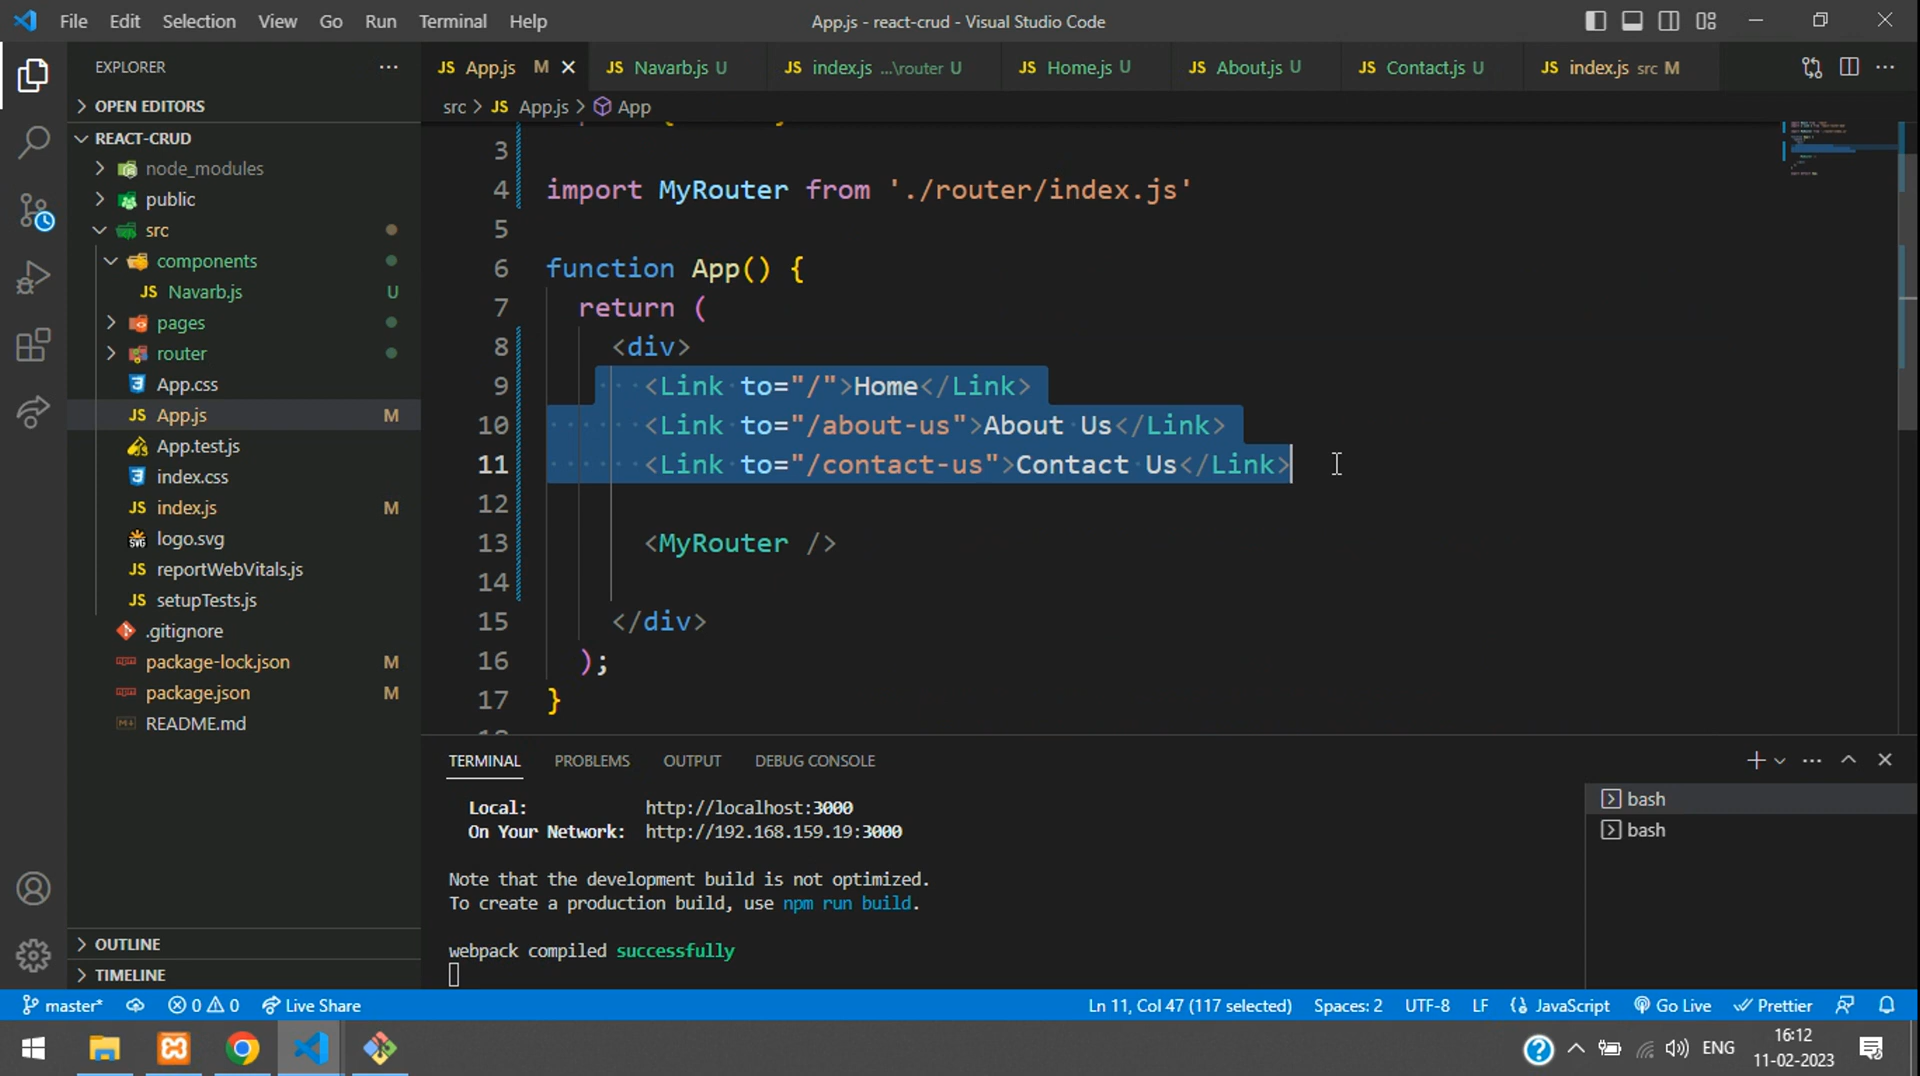 File Edit Selection View Go Run Terminal Help
App.js - react-crud - Visual Studio Code
EXPLORER
OPEN EDITORS
REACT-CRUD
node_modules
public
src
components
JS Navarb.js U
pages
router
App.css
JS App.js M
App.test.js
index.css
JS index.js M
logo.svg
JS reportWebVitals.js
JS setupTests.js
.gitignore
package-lock.json M
package.json M
README.md
OUTLINE
TIMELINE
JS App.js M
JS Navarb.js U
JS index.js ...\router U
JS Home.js U
JS About.js U
JS Contact.js U
JS index.js src M
src > JS App.js > App
3
4 import MyRouter from './router/index.js'
5
6 function App() {
7 return (
8 <div>
9 <Link to="/">Home</Link>
10 <Link to="/about-us">About Us</Link>
11 <Link to="/contact-us">Contact Us</Link>
12
13 <MyRouter />
14
15 </div>
16 );
17 }
TERMINAL PROBLEMS OUTPUT DEBUG CONSOLE
Local: http://localhost:3000
On Your Network: http://192.168.159.19:3000
Note that the development build is not optimized.
To create a production build, use npm run build.
webpack compiled successfully
bash
bash
master* 0 0 Live Share
Ln 11, Col 47 (117 selected) Spaces: 2 UTF-8 LF JavaScript Go Live Prettier
ENG
16:12
11-02-2023